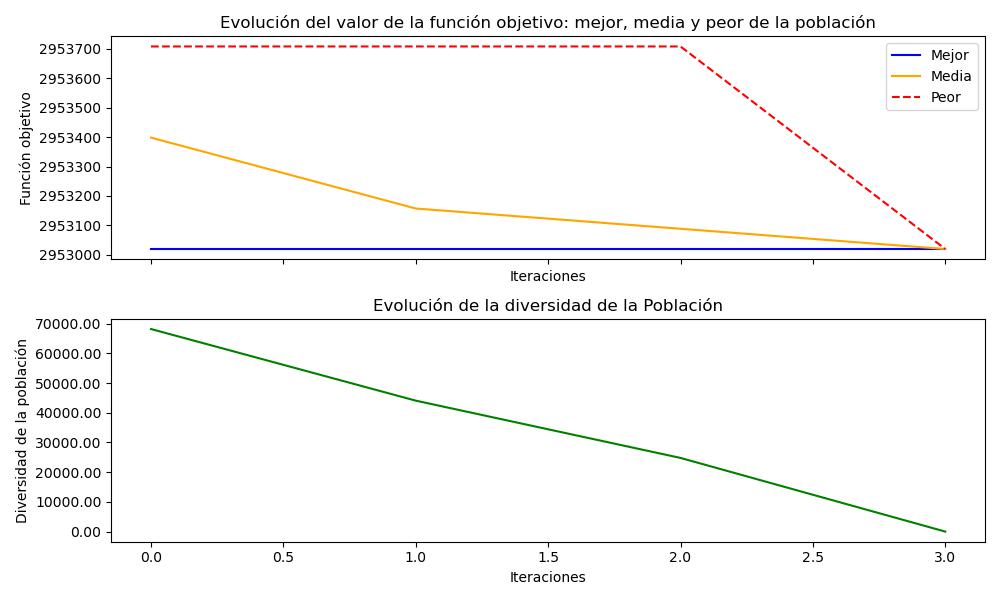 Evolución del valor de la función objetivo: mejor, media y peor de la población
Función objetivo
2953700
2953600
2953500
2953400
2953300
2953200
2953100
2953000
Mejor
Media
Peor
Iteraciones
Evolución de la diversidad de la Población
Diversidad de la población
70000.00
60000.00
50000.00
40000.00
30000.00
20000.00
10000.00
0.00
0.0 0.5 1.0 1.5 2.0 2.5 3.0
Iteraciones